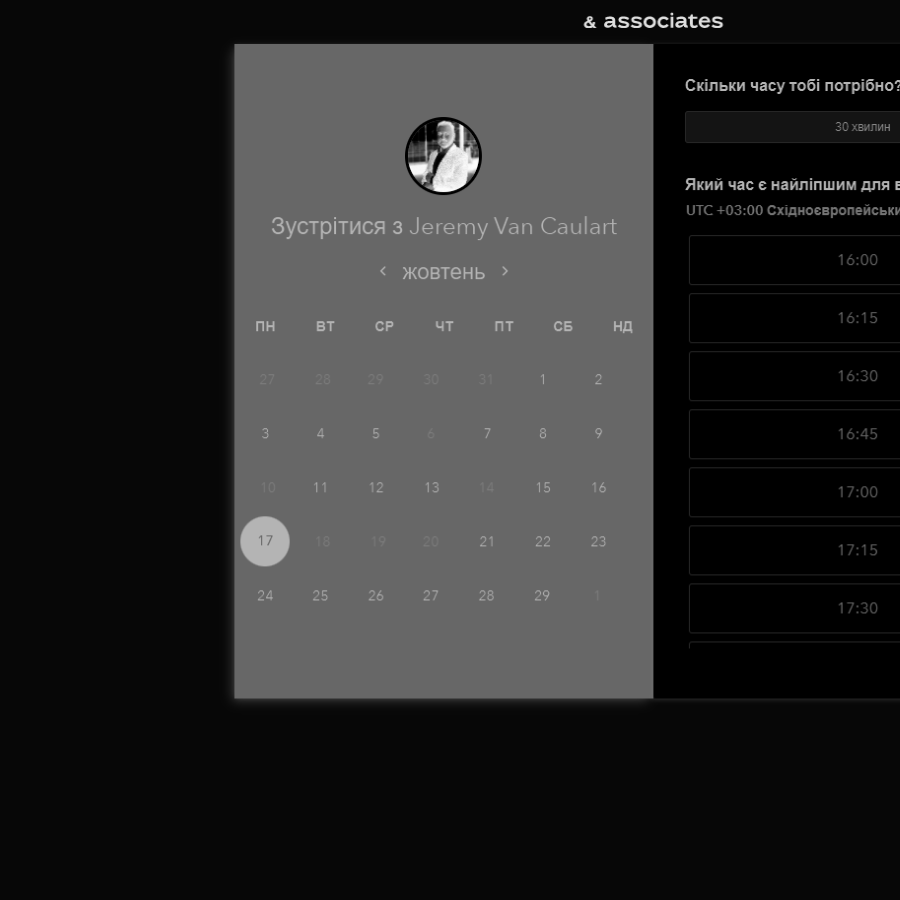 & associates
Зустрітися з Jeremy Van Caulart
жовтень
ПН ВТ СР ЧТ ПТ СБ НД
27 28 29 30 31 1 2
3 4 5 6 7 8 9
10 11 12 13 14 15 16
17 18 19 20 21 22 23
24 25 26 27 28 29 1
Скільки часу тобі потрібно?
30 хвилин
Який час є найліпшим для
UTC +03:00 Східноєвропейськи
16:00
16:15
16:30
16:45
17:00
17:15
17:30